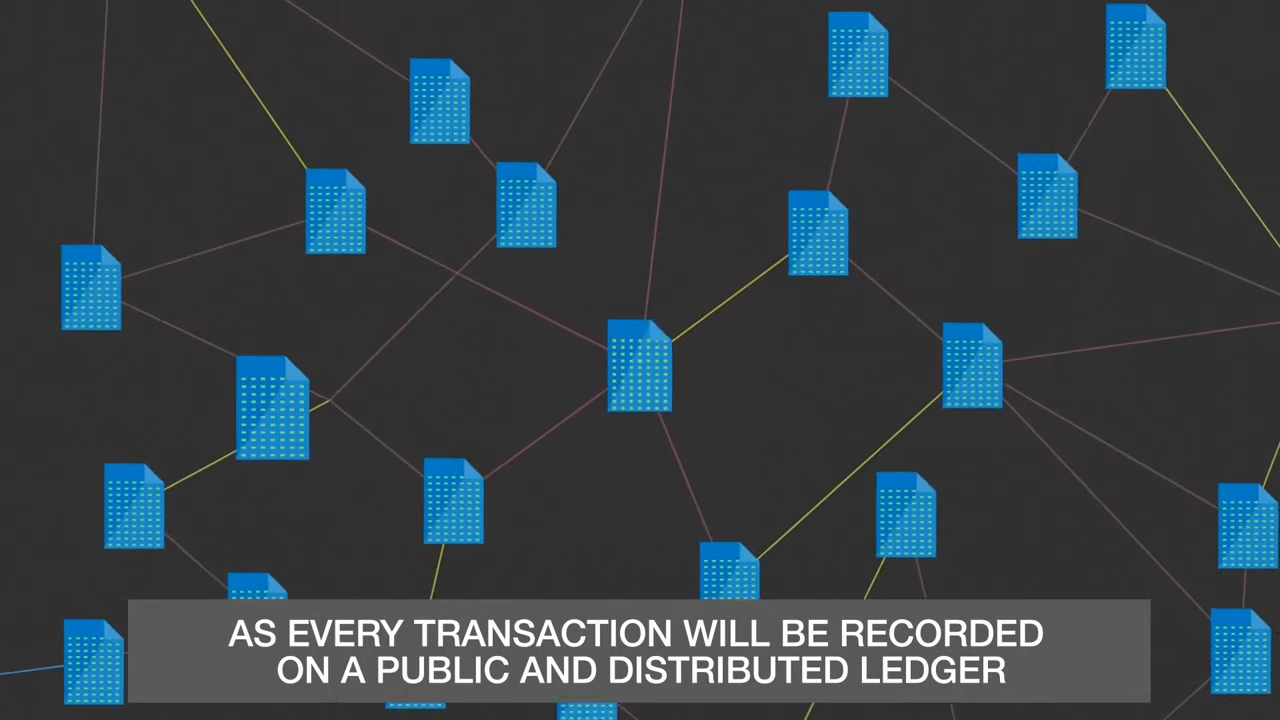 AS EVERY TRANSACTION WILL BE RECORDED
ON A PUBLIC AND DISTRIBUTED LEDGER